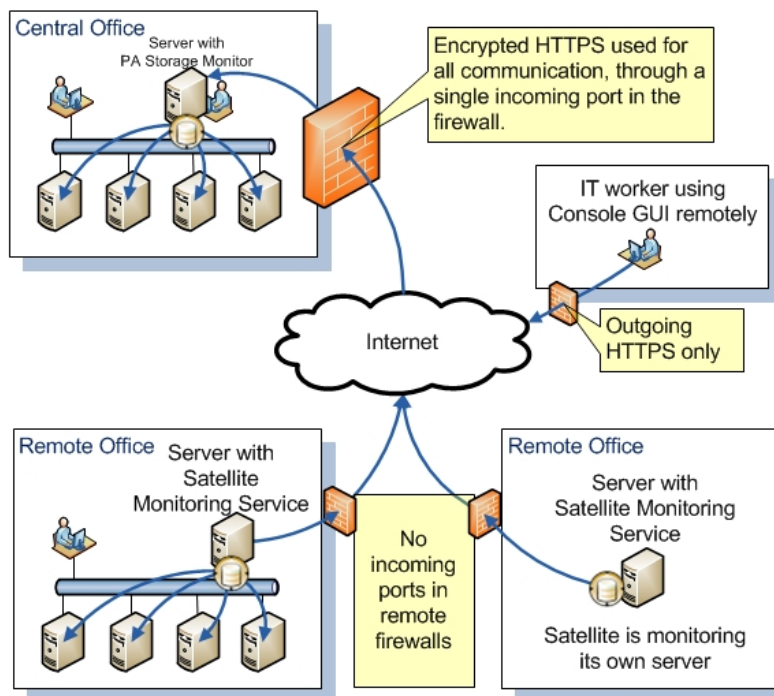 Central Office
Server with
PA Storage Monitor
Encrypted HTTPS used for
all communication, through a
single incoming port in the
firewall.
IT worker using
Console GUI remotely
Outgoing
HTTPS only
Internet
Remote Office
Server with
Satellite
Monitoring Service
No
incoming
ports in
remote
firewalls
Remote Office
Server with
Satellite Monitoring
Service
Satellite is monitoring
its own server